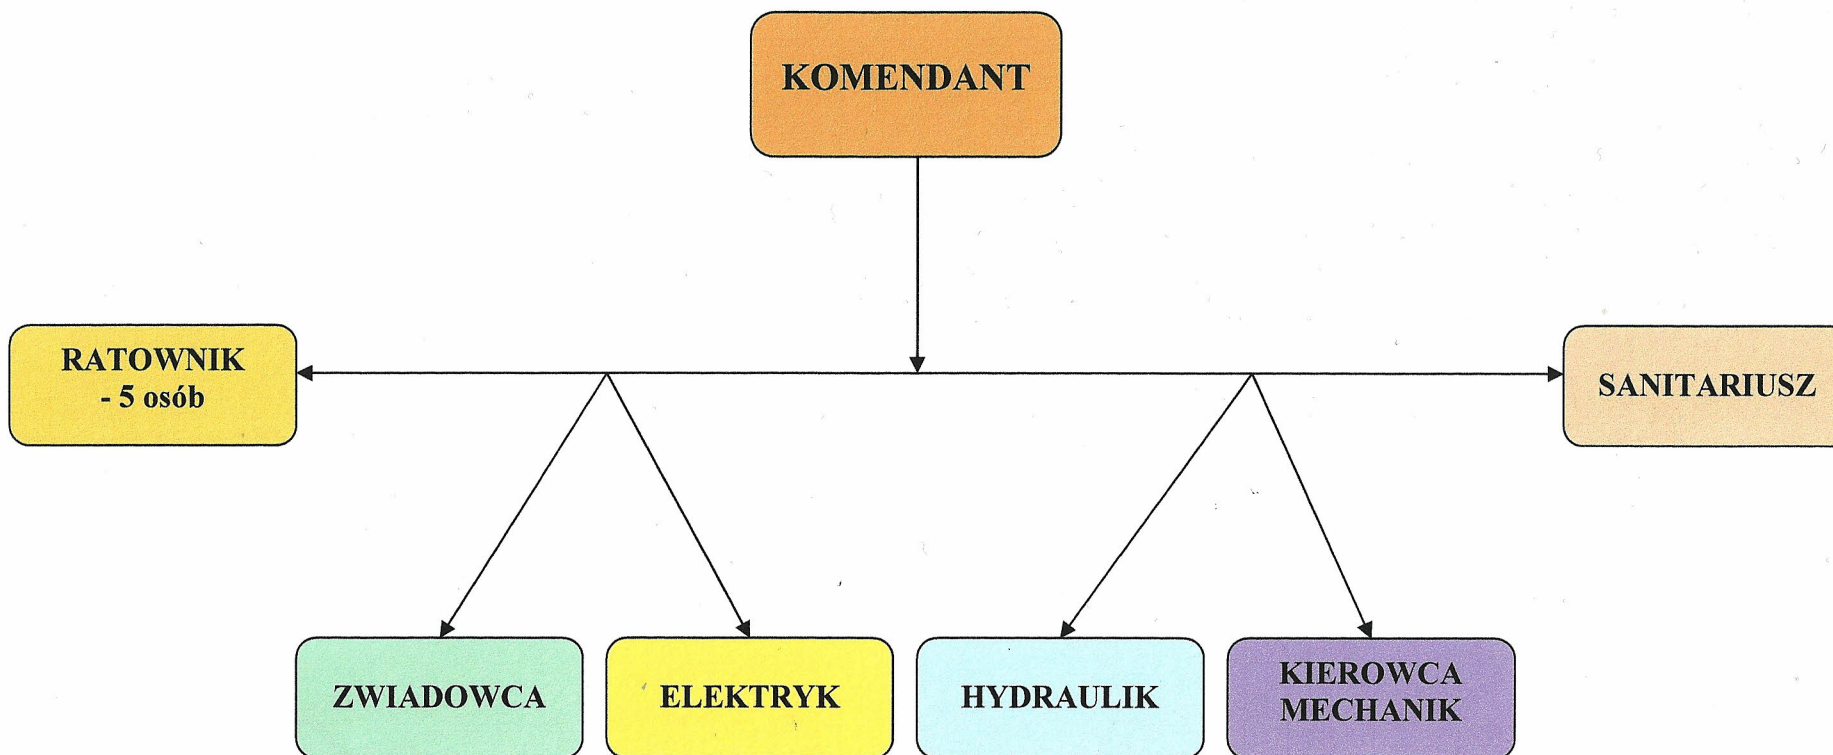 KOMENDANT
RATOWNIK
- 5 osób
SANITARIUSZ
ZWIADOWCA
ELEKTRYK
HYDRAULIK
KIEROWCA
MECHANIK